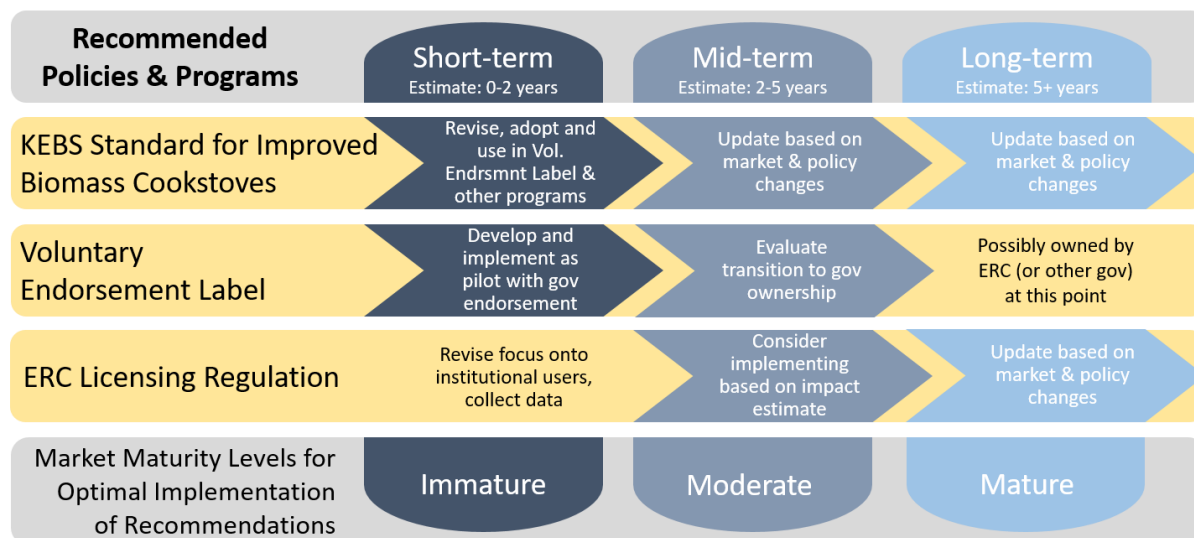 Recommended
Policies & Programs
Short-term
Estimate: 0-2 years
Mid-term
Estimate: 2-5 years
Long-term
Estimate: 5+ years
KEBS Standard for Improved
Biomass Cookstoves
Revise, adopt and
use in Vol.
Endrsmnt Label &
other programs
Update based on
market & policy
changes
Update based on
market & policy
changes
Voluntary
Endorsement Label
Develop and
implement as
pilot with gov
endorsement
Evaluate
transition to gov
ownership
Possibly owned by
ERC (or other gov)
at this point
ERC Licensing Regulation
Revise focus onto
institutional users,
collect data
Consider
implementing
based on impact
estimate
Update based on
market & policy
changes
Market Maturity Levels for
Optimal Implementation
of Recommendations
Immature
Moderate
Mature